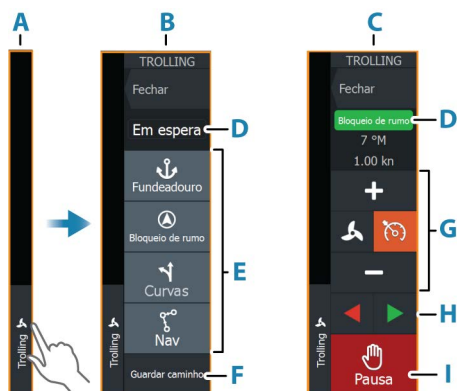 A
B
C
Trolling
TROLLING
Fechar
Em espera
D
Fundeadouro
Bloqueio de rumo
Curvas
Nav
E
Guardar caminho
F
Trolling
TROLLING
Fechar
Bloqueio de rumo
D
7 °M
1.00 kn
+
−
G
H
Pausa
I
Trolling